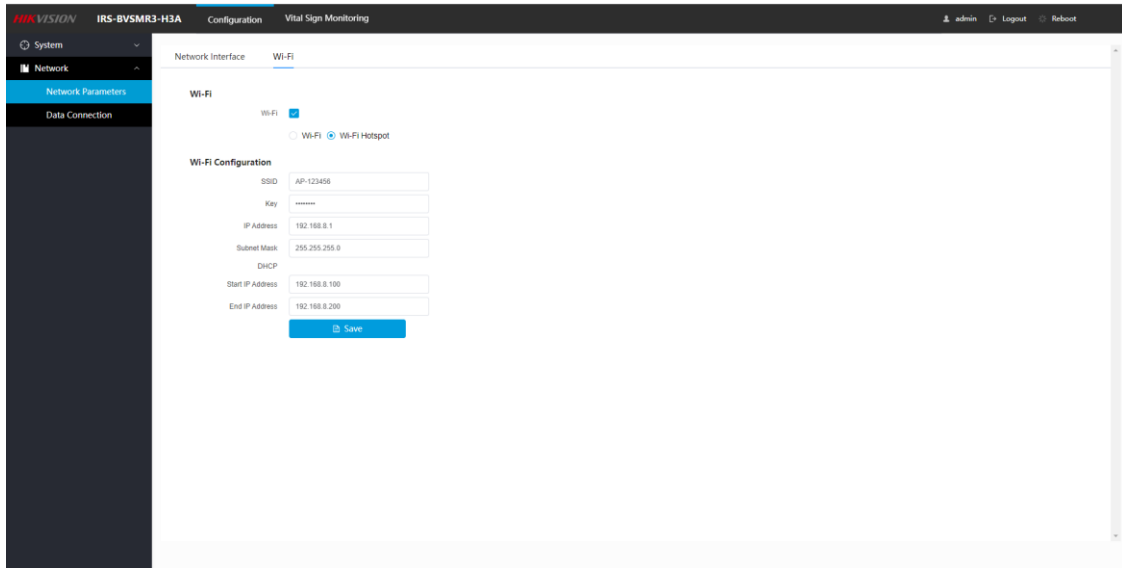 HIKVISION IRS-BVSMR3-H3A Configuration Vital Sign Monitoring admin Logout Reboot
System
Network
Network Parameters
Data Connection
Network Interface Wi-Fi
Wi-Fi
Wi-Fi
Wi-Fi Wi-Fi Hotspot
Wi-Fi Configuration
SSID AP-123456
Key ••••••••
IP Address 192.168.8.1
Subnet Mask 255.255.255.0
DHCP
Start IP Address 192.168.8.100
End IP Address 192.168.8.200
Save